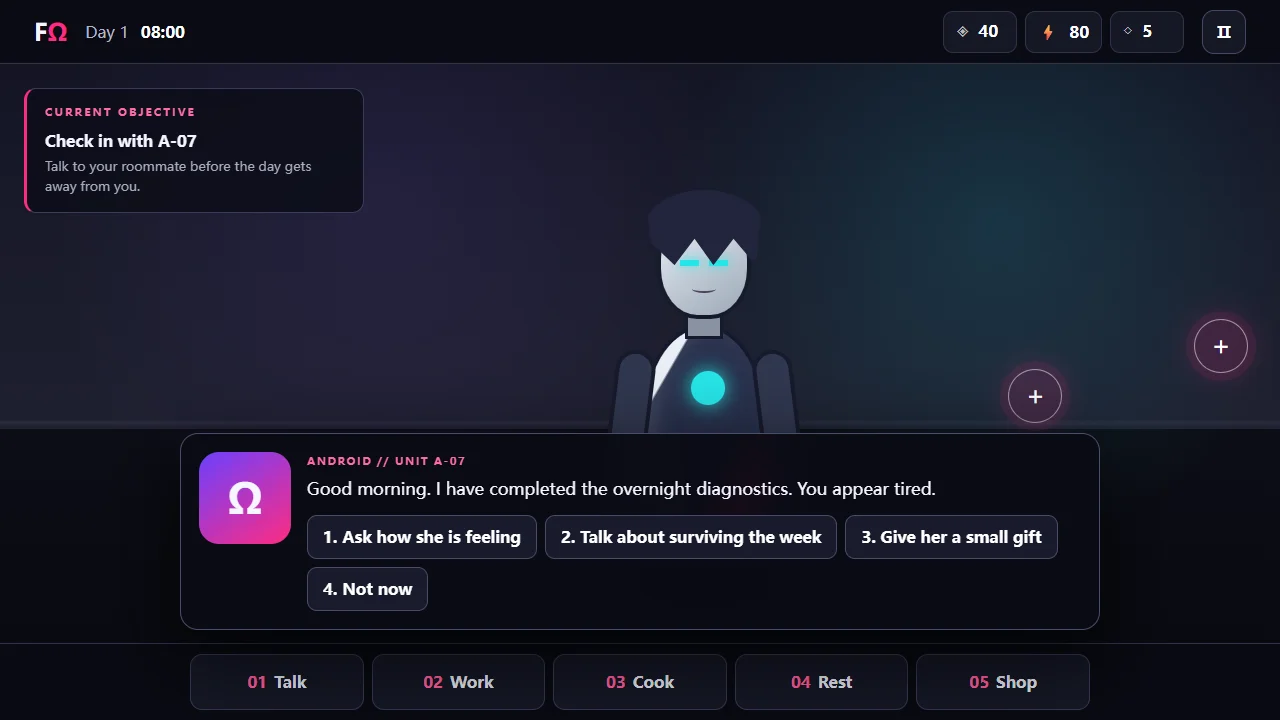 FΩ Day 1 08:00
40
80
5
CURRENT OBJECTIVE
Check in with A-07
Talk to your roommate before the day gets
away from you.
+
+
Ω
ANDROID // UNIT A-07
Good morning. I have completed the overnight diagnostics. You appear tired.
1. Ask how she is feeling
2. Talk about surviving the week
3. Give her a small gift
4. Not now
01 Talk
02 Work
03 Cook
04 Rest
05 Shop